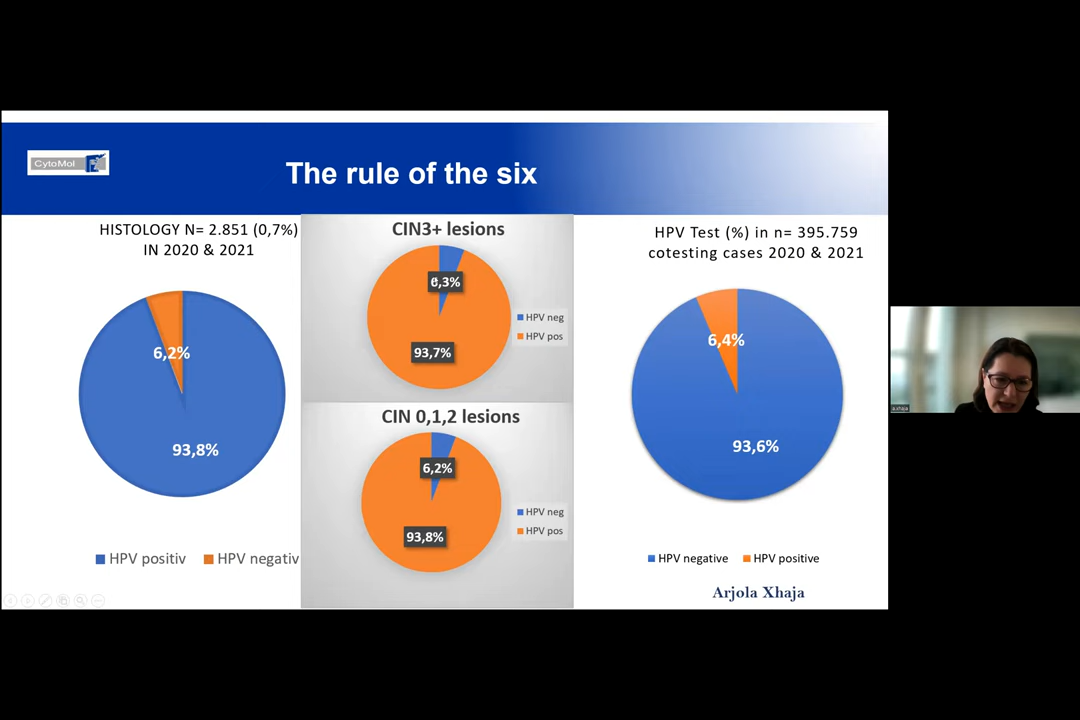 CytoMol
The rule of the six
HISTOLOGY N= 2.851 (0,7%)
IN 2020 & 2021
6,2%
93,8%
HPV positiv
HPV negativ
CIN3+ lesions
6,3%
93,7%
HPV neg
HPV pos
CIN 0,1,2 lesions
6,2%
93,8%
HPV neg
HPV pos
HPV Test (%) in n= 395.759
cotesting cases 2020 & 2021
6,4%
93,6%
HPV negative
HPV positive
Arjola Xhaja
a.xhaja